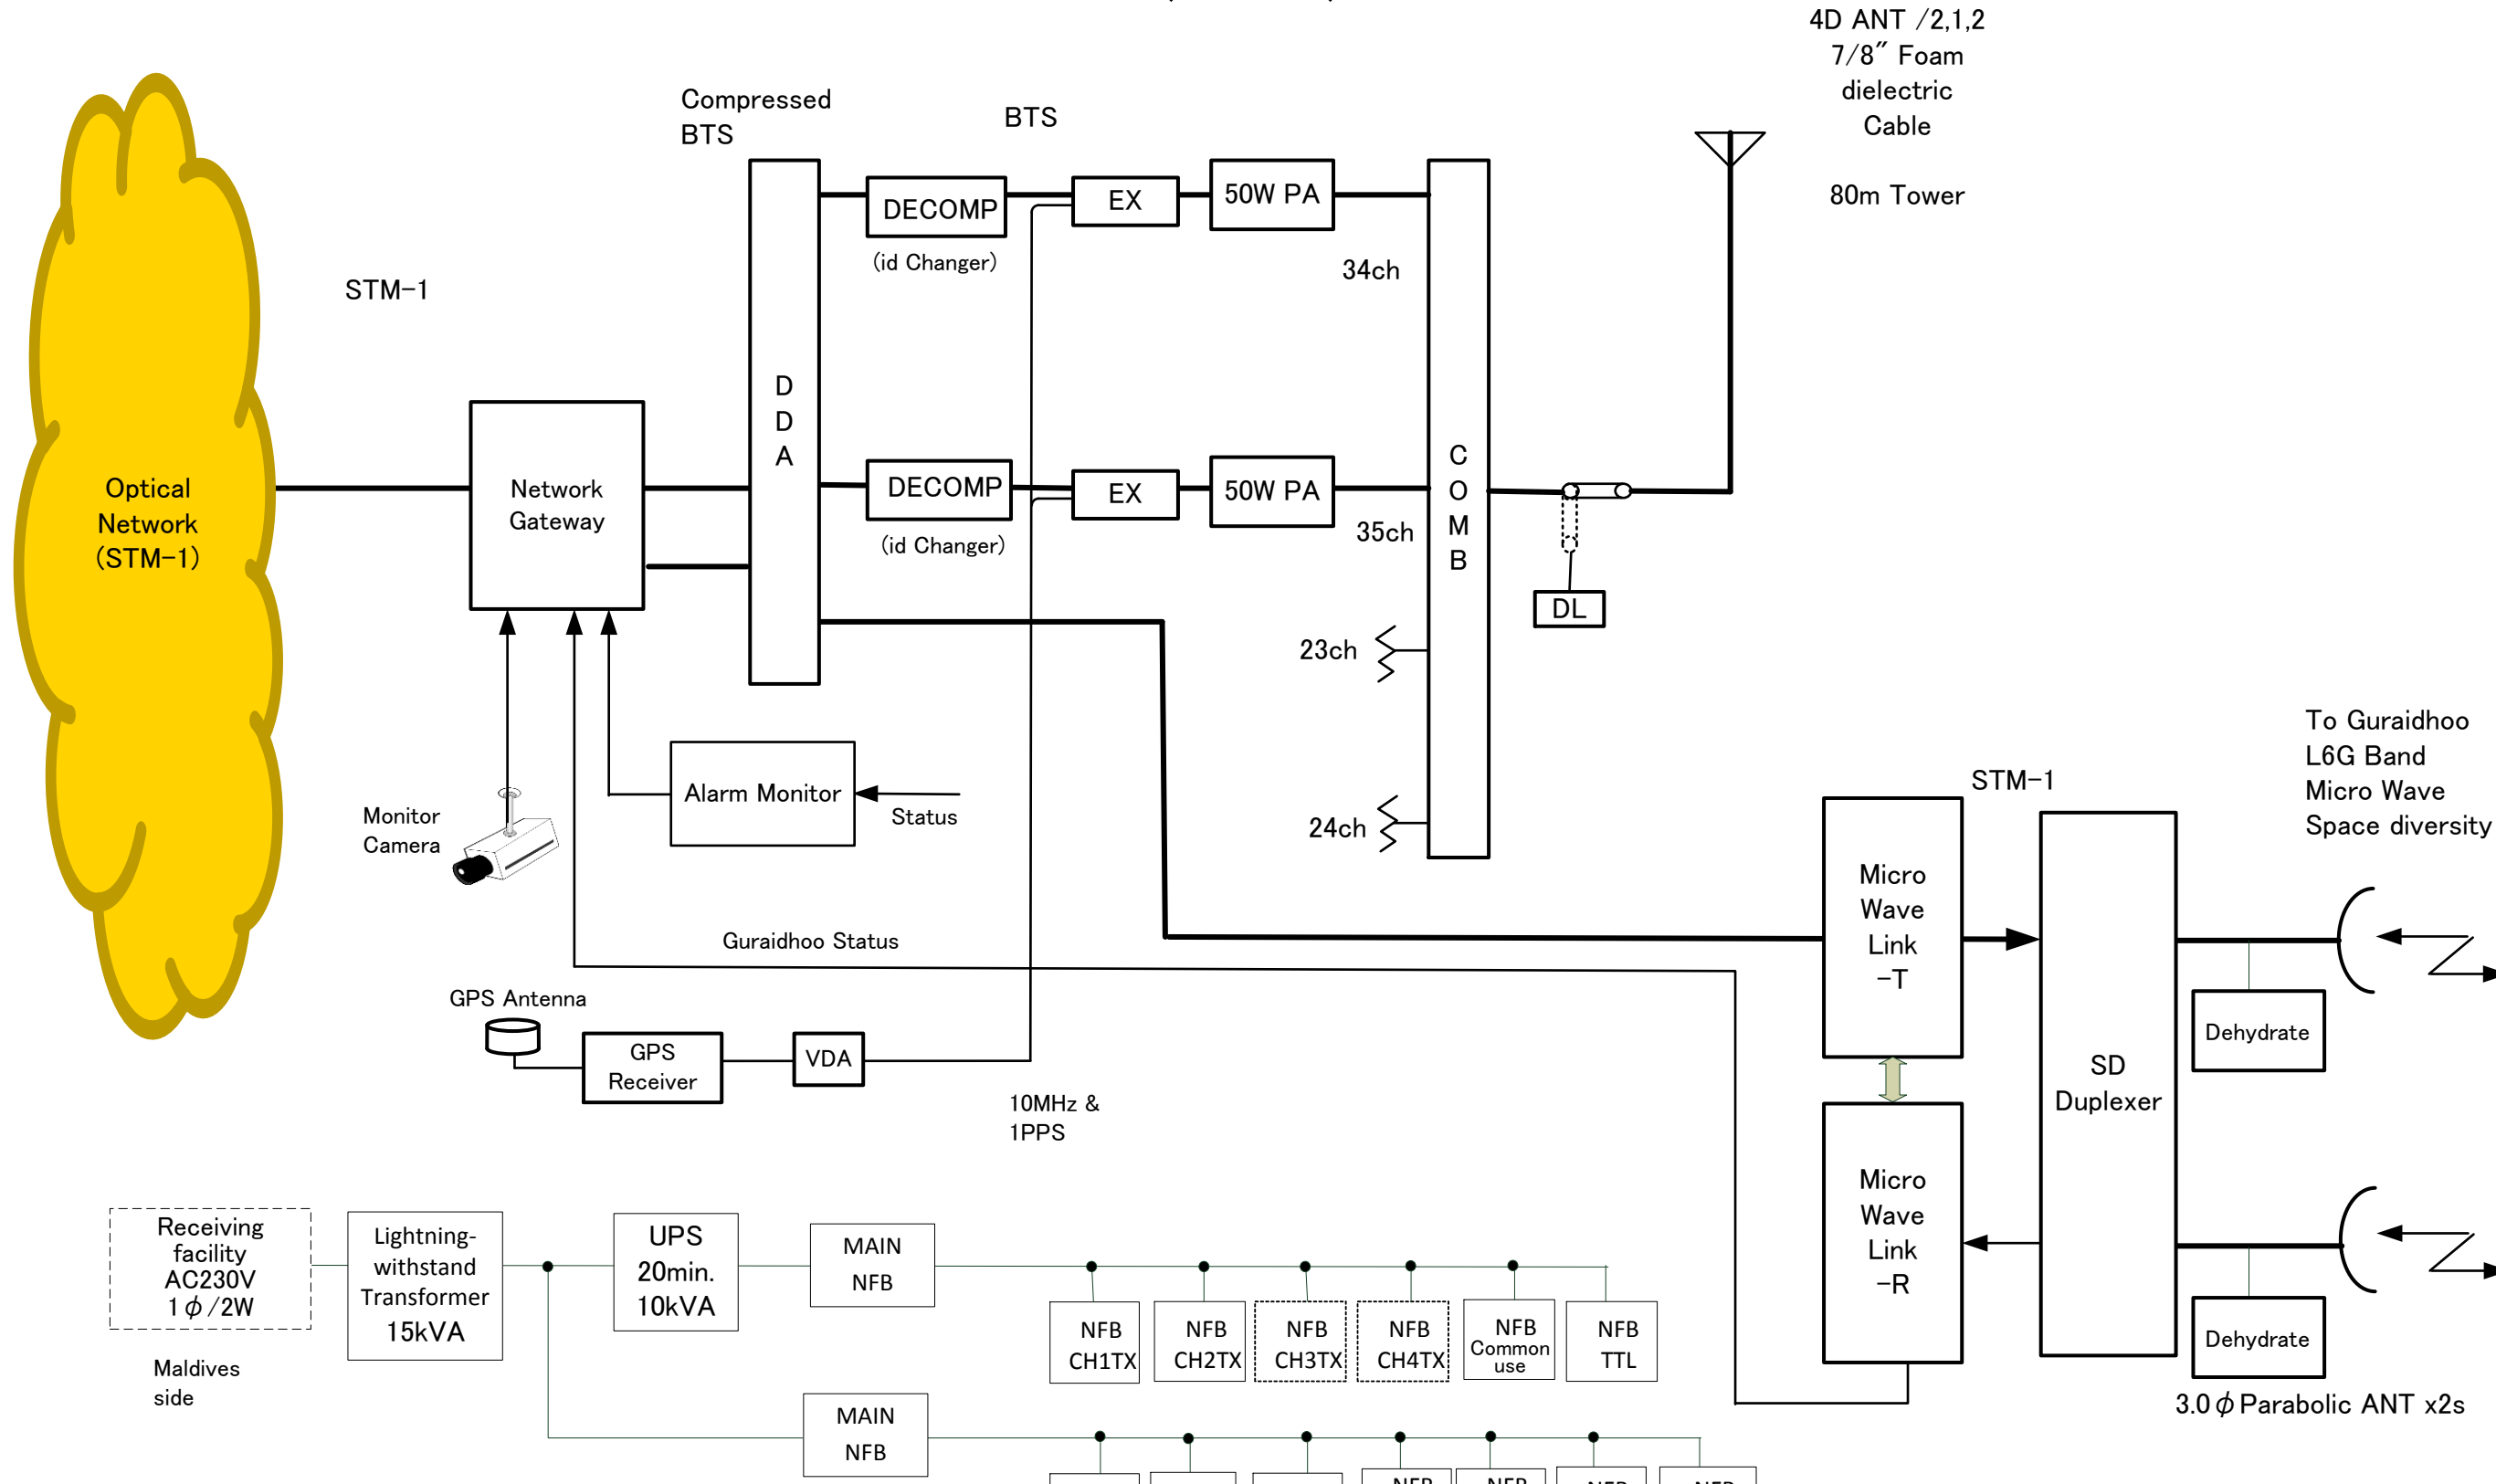 4D ANT /2,1,2
7/8″ Foam
dielectric
Cable
80m Tower
Compressed
BTS
BTS
DECOMP
(id Changer)
EX
50W PA
34ch
STM-1
D
D
A
Optical
Network
(STM-1)
Network
Gateway
DECOMP
(id Changer)
EX
50W PA
35ch
C
O
M
B
DL
23ch
24ch
Monitor
Camera
Alarm Monitor
Status
To Guraidhoo
L6G Band
Micro Wave
Space diversity
STM-1
Micro
Wave
Link
-T
Guraidhoo Status
GPS Antenna
GPS
Receiver
VDA
10MHz &
1PPS
SD
Duplexer
Dehydrate
Micro
Wave
Link
-R
Dehydrate
3.0φParabolic ANT x2s
Receiving
facility
AC230V
1φ/2W
Maldives
side
Lightning-
withstand
Transformer
15kVA
UPS
20min.
10kVA
MAIN
NFB
NFB
CH1TX
NFB
CH2TX
NFB
CH3TX
NFB
CH4TX
NFB
Common
use
NFB
TTL
MAIN
NFB
NFB
NFB
NFB
NFB